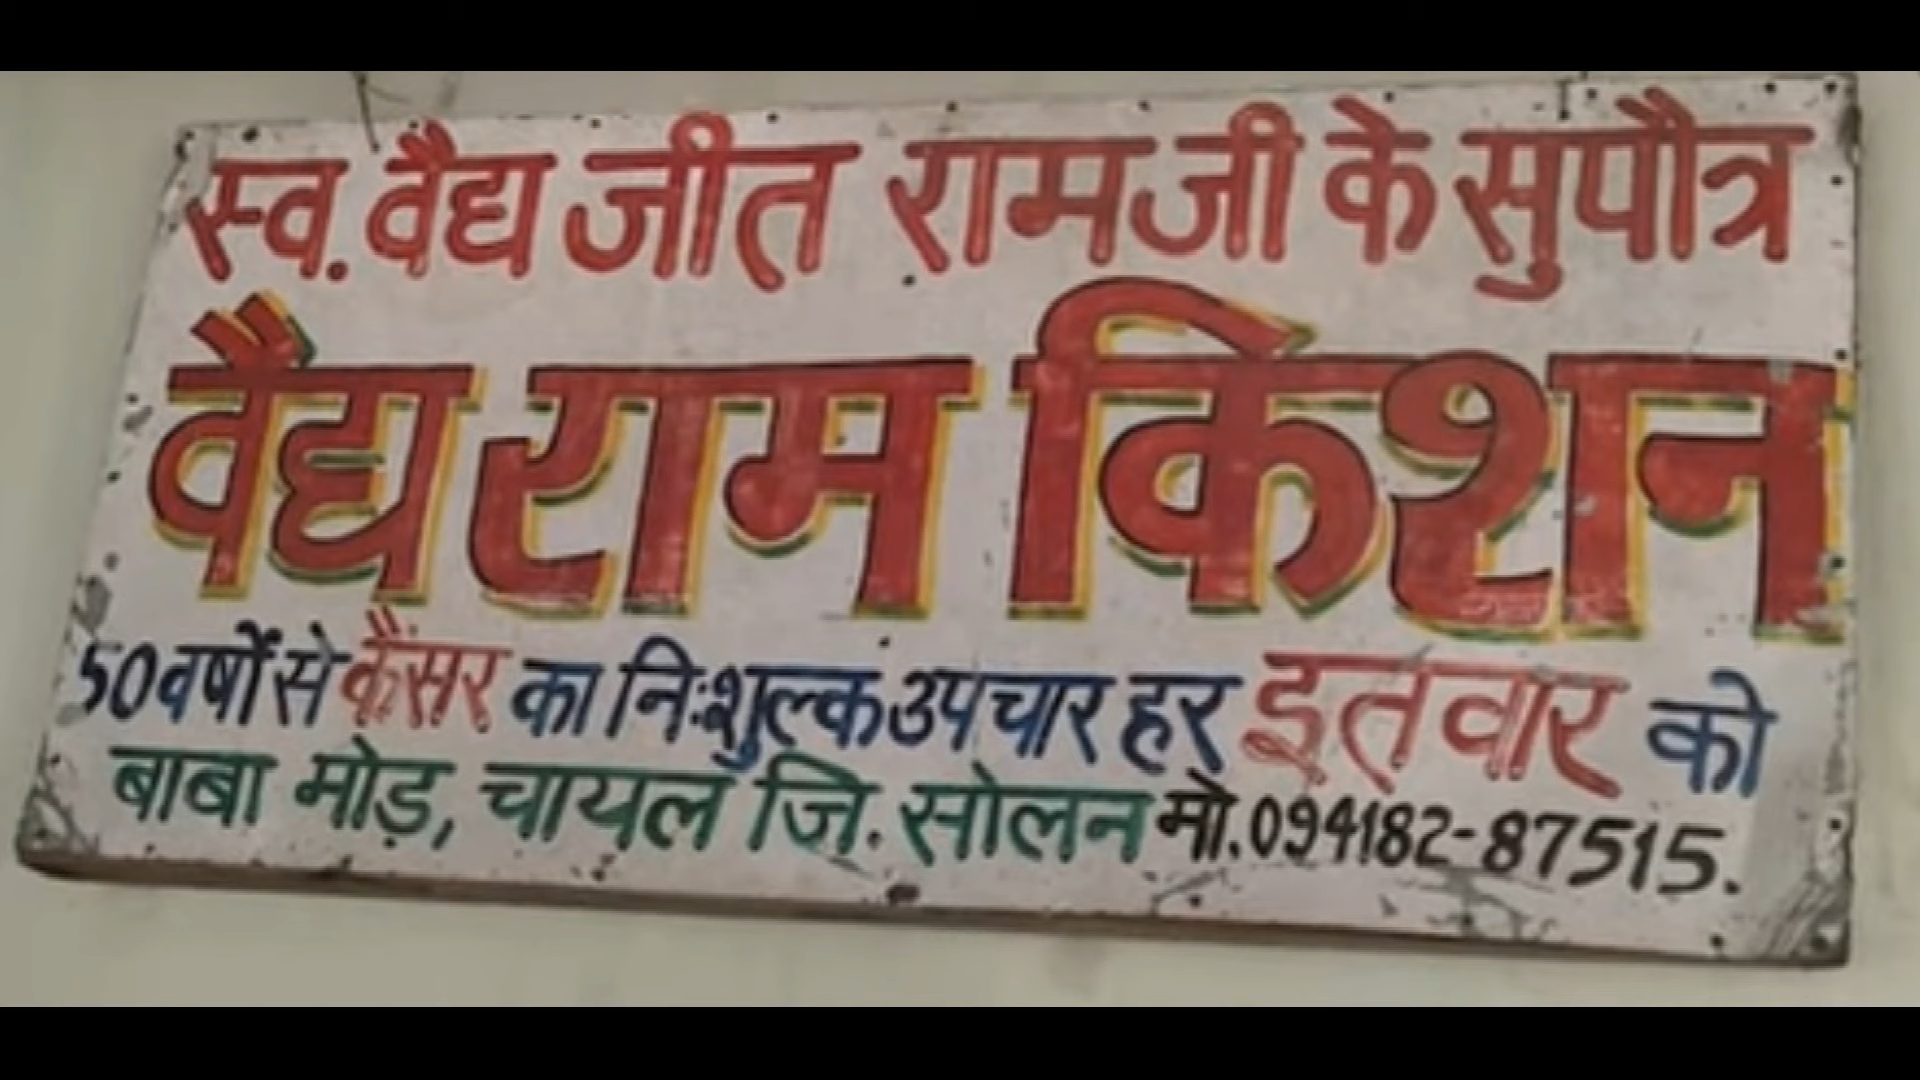 स्व. वैद्य जीत रामजी के सुपौत्र
वैद्य राम किशन
50 वर्षो से कैंसर का निःशुल्क उपचार हर इतवार को
बाबा मोड़, चायल जि. सोलन मो.094182-87515.